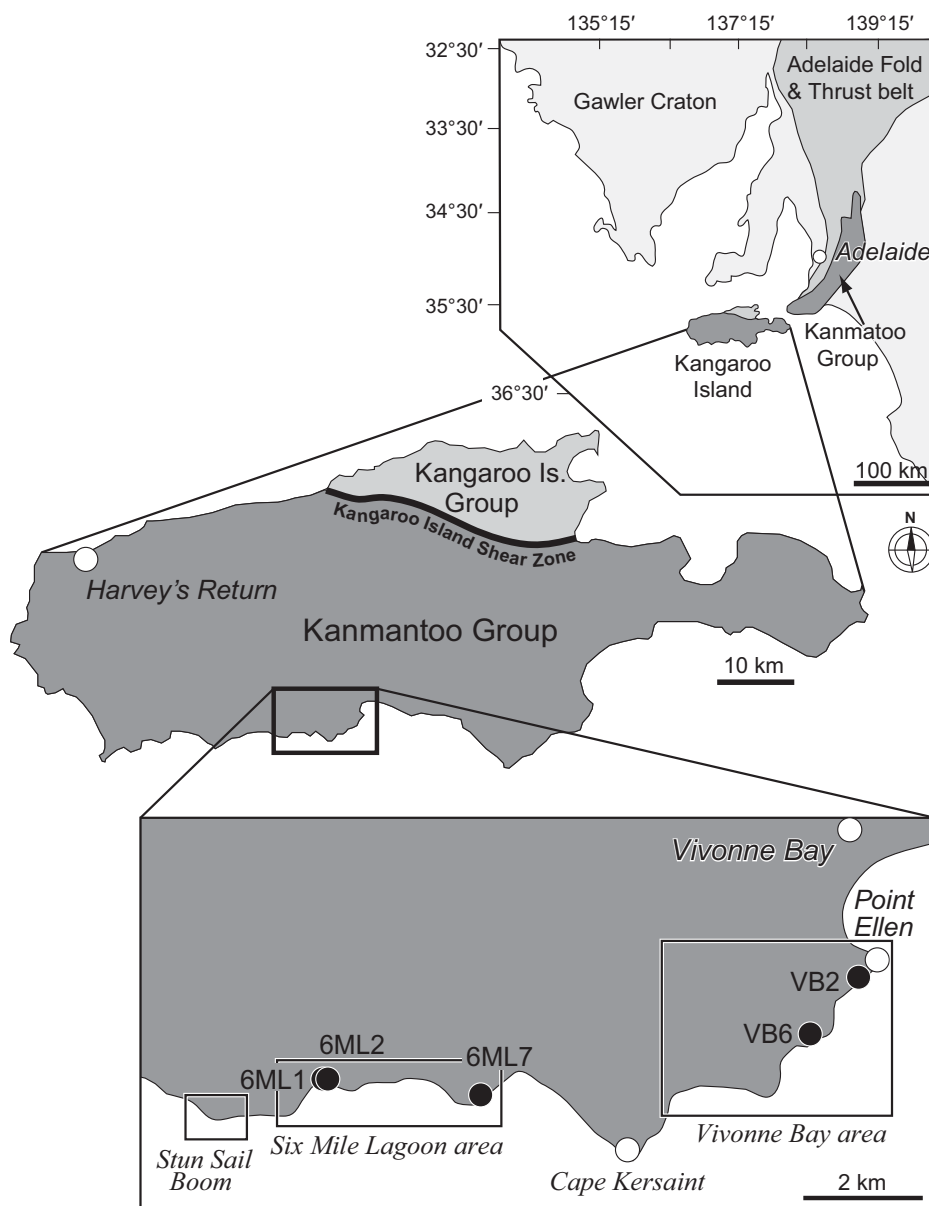 135°15′ 137°15′ 139°15′
32°30′
33°30′
34°30′
35°30′
36°30′
Adelaide Fold
& Thrust belt
Gawler Craton
Adelaide
Kanmatoo
Group
Kangaroo
Island
100 km
N
Kangaroo Is.
Group
Kangaroo Island Shear Zone
Harvey's Return
Kanmantoo Group
10 km
Vivonne Bay
Point
Ellen
VB2
VB6
6ML2
6ML7
6ML1
Stun Sail
Boom
Six Mile Lagoon area
Cape Kersaint
Vivonne Bay area
2 km